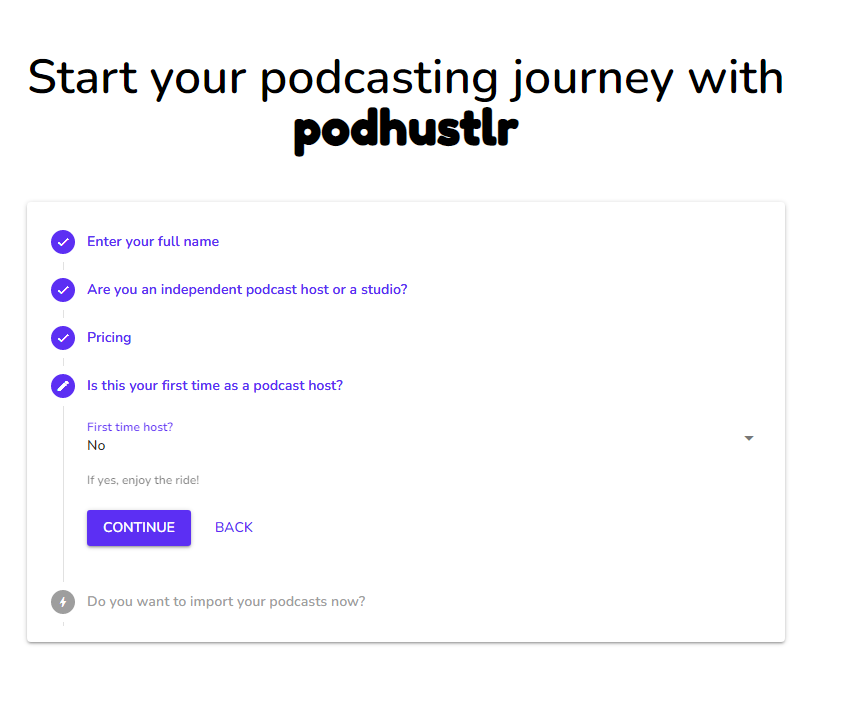 Start your podcasting journey with
podhustlr
Enter your full name
Are you an independent podcast host or a studio?
Pricing
Is this your first time as a podcast host?
First time host?
No
If yes, enjoy the ride!
CONTINUE BACK
Do you want to import your podcasts now?